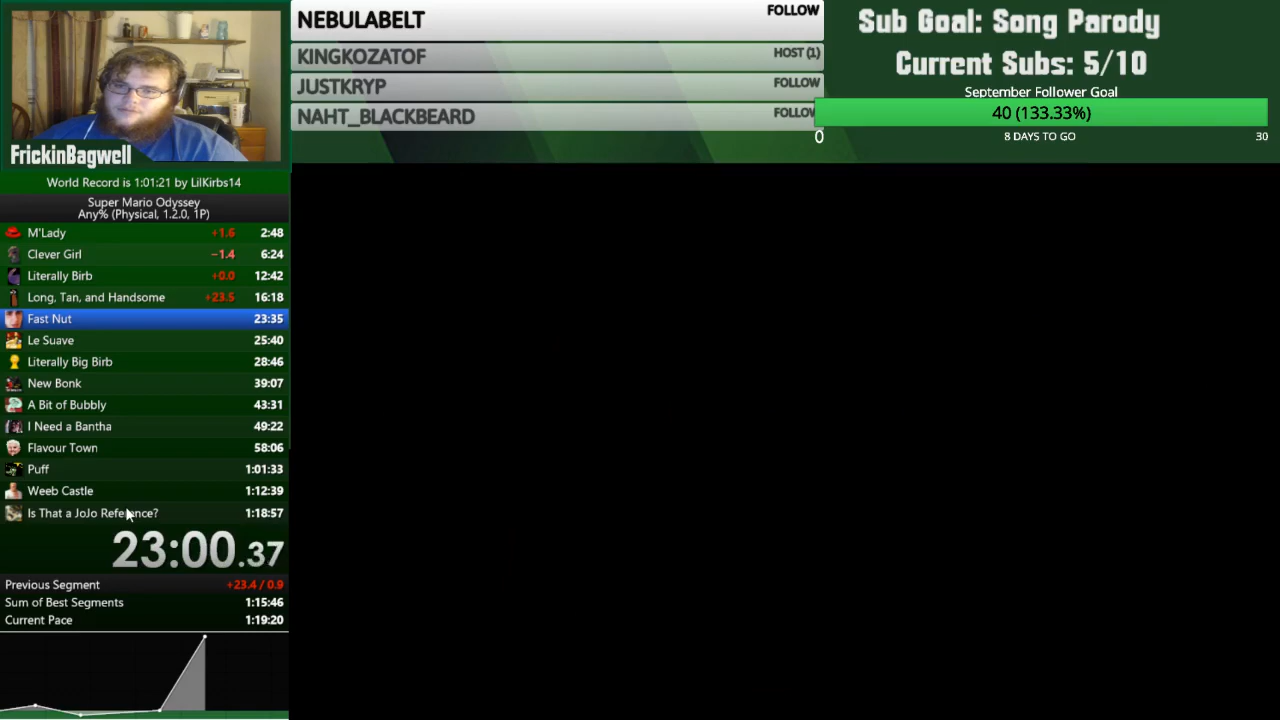 NEBULABELT FOLLOW
KINGKOZATOF HOST (1)
JUSTKRYP FOLLOW
NAHT_BLACKBEARD FOLLOW
Sub Goal: Song Parody
Current Subs: 5/10
September Follower Goal
40 (133.33%)
0 8 DAYS TO GO 30
FrickinBagwell
World Record is 1:01:21 by LilKirbs14
Super Mario Odyssey
Any% (Physical, 1.2.0, 1P)
M'Lady +1.6 2:48
Clever Girl −1.4 6:24
Literally Birb +0.0 12:42
Long, Tan, and Handsome +23.5 16:18
Fast Nut 23:35
Le Suave 25:40
Literally Big Birb 28:46
New Bonk 39:07
A Bit of Bubbly 43:31
I Need a Bantha 49:22
Flavour Town 58:06
Puff 1:01:33
Weeb Castle 1:12:39
Is That a JoJo Reference? 1:18:57
23:00.37
Previous Segment +23.4 / 0.9
Sum of Best Segments 1:15:46
Current Pace 1:19:20